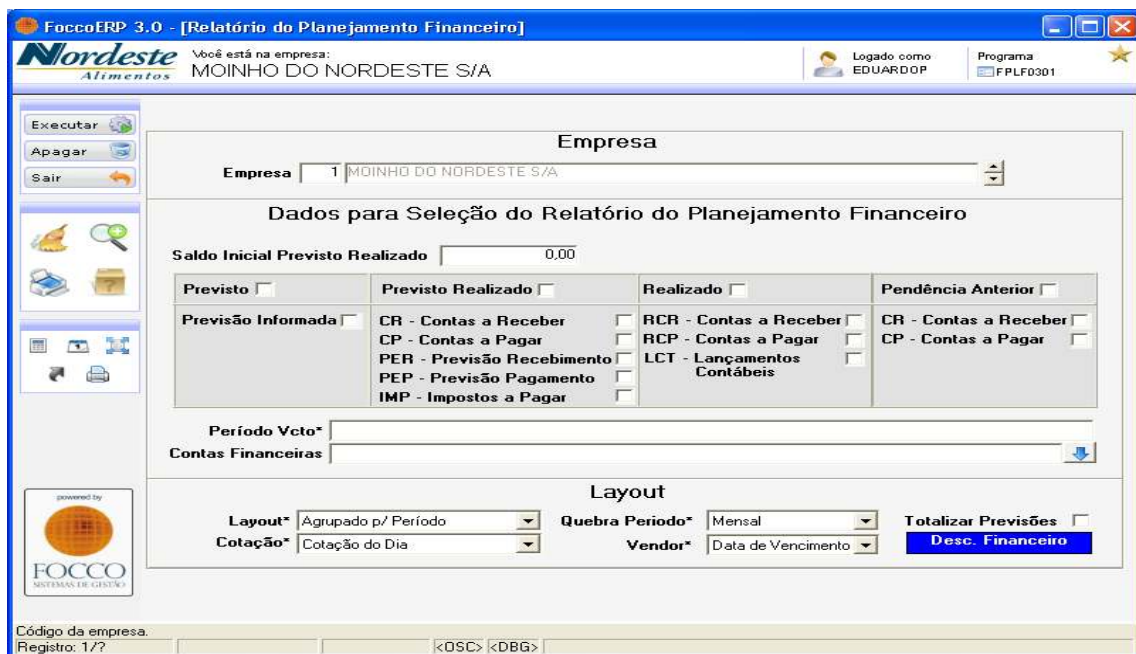 FoccoERP 3.0 - [Relatório do Planejamento Financeiro]
Nordeste
Alimentos
Você está na empresa:
MOINHO DO NORDESTE S/A
Logado como
EDUARDOP
Programa
FPLF0301
Executar
Apagar
Sair
Empresa
Empresa 1 MOINHO DO NORDESTE S/A
Dados para Seleção do Relatório do Planejamento Financeiro
Saldo Inicial Previsto Realizado 0,00
Previsto Previsto Realizado Realizado Pendência Anterior
Previsão Informada
CR - Contas a Receber
CP - Contas a Pagar
PER - Previsão Recebimento
PEP - Previsão Pagamento
IMP - Impostos a Pagar
RCR - Contas a Receber
RCP - Contas a Pagar
LCT - Lançamentos
Contábeis
CR - Contas a Receber
CP - Contas a Pagar
Período Vcto*
Contas Financeiras
Layout
Layout* Agrupado p/ Período Quebra Periodo* Mensal Totalizar Previsões
Cotação* Cotação do Dia Vendor* Data de Vencimento Desc. Financeiro
powered by
FOCCO
SISTEMAS DE GESTÃO
Código da empresa.
Registro: 1/? <OSC> <DBG>